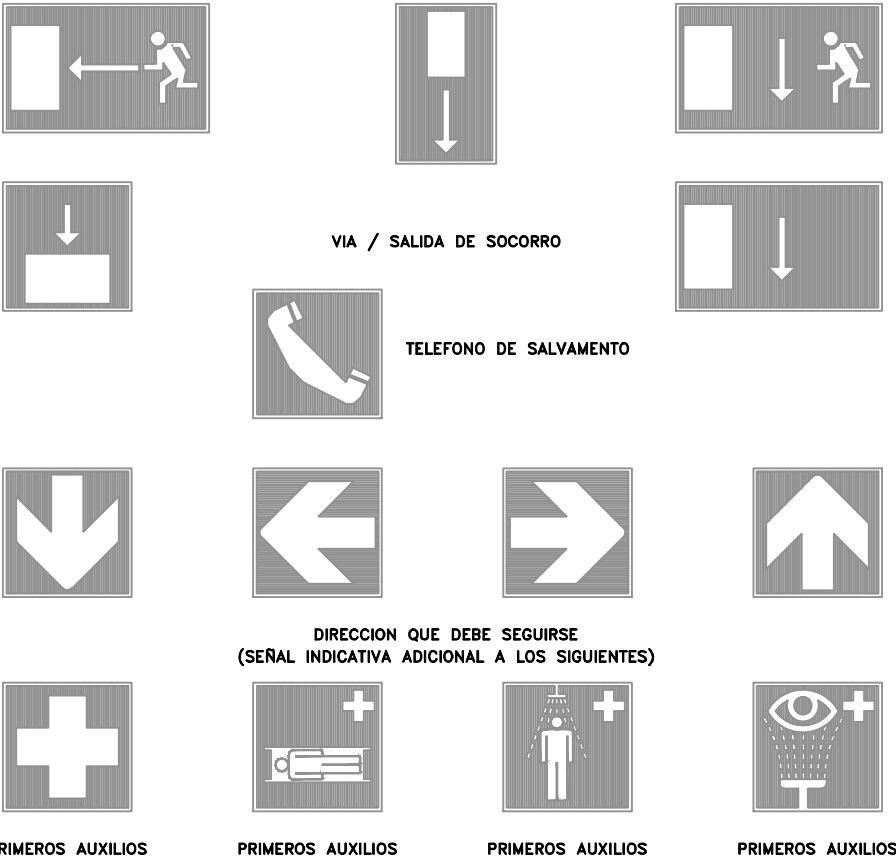 VIA / SALIDA DE SOCORRO
TELEFONO DE SALVAMENTO
DIRECCION QUE DEBE SEGUIRSE
(SEÑAL INDICATIVA ADICIONAL A LOS SIGUIENTES)
RIMEROS AUXILIOS PRIMEROS AUXILIOS PRIMEROS AUXILIOS PRIMEROS AUXILIOS